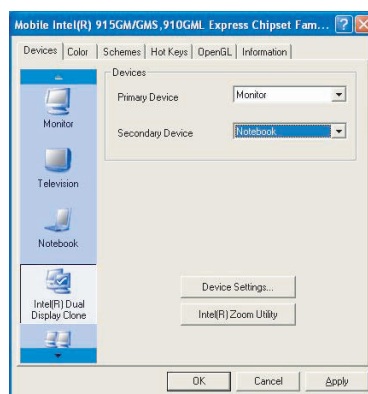 Mobile Intel(R) 915GM/GMS,910GML Express Chipset Fam...
Devices Color Schemes Hot Keys OpenGL Information
Devices
Primary Device Monitor
Secondary Device Notebook
Monitor
Television
Notebook
Intel(R) Dual
Display Clone
Device Settings...
Intel(R) Zoom Utility
OK Cancel Apply